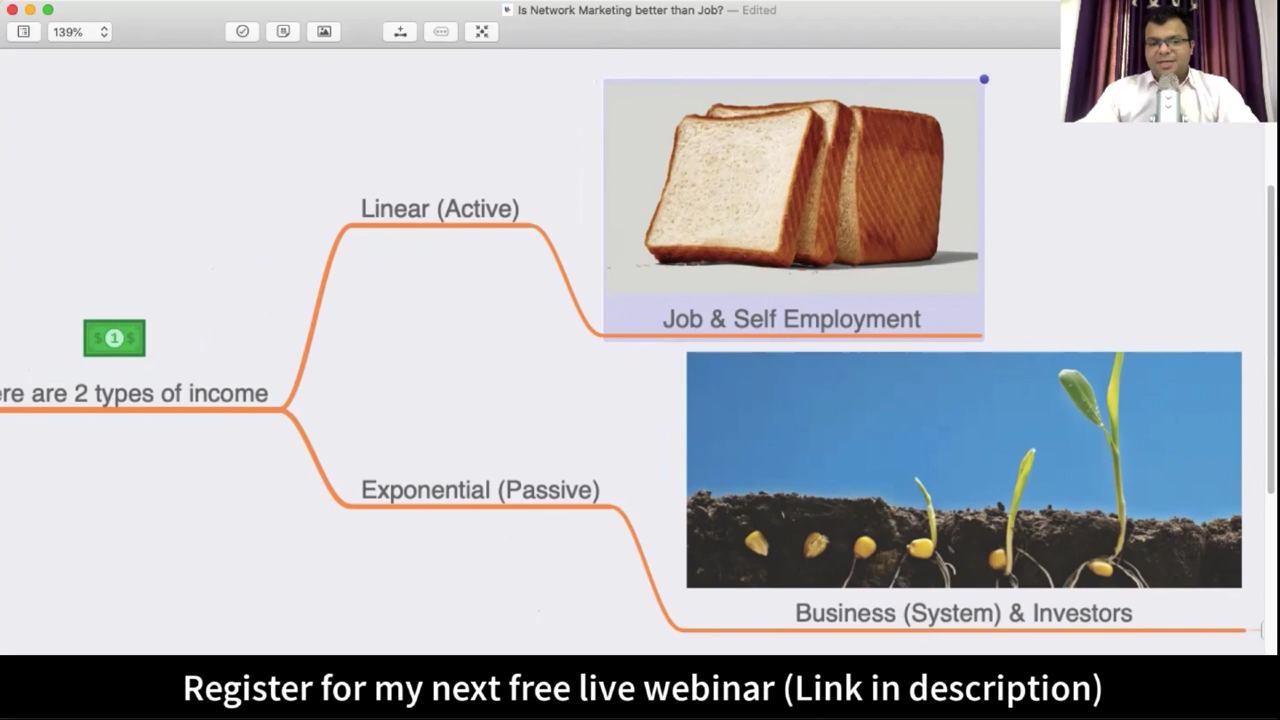 Is Network Marketing better than Job? — Edited
139%
Linear (Active)
Job & Self Employment
$ 1 $
ere are 2 types of income
Exponential (Passive)
Business (System) & Investors
Register for my next free live webinar (Link in description)